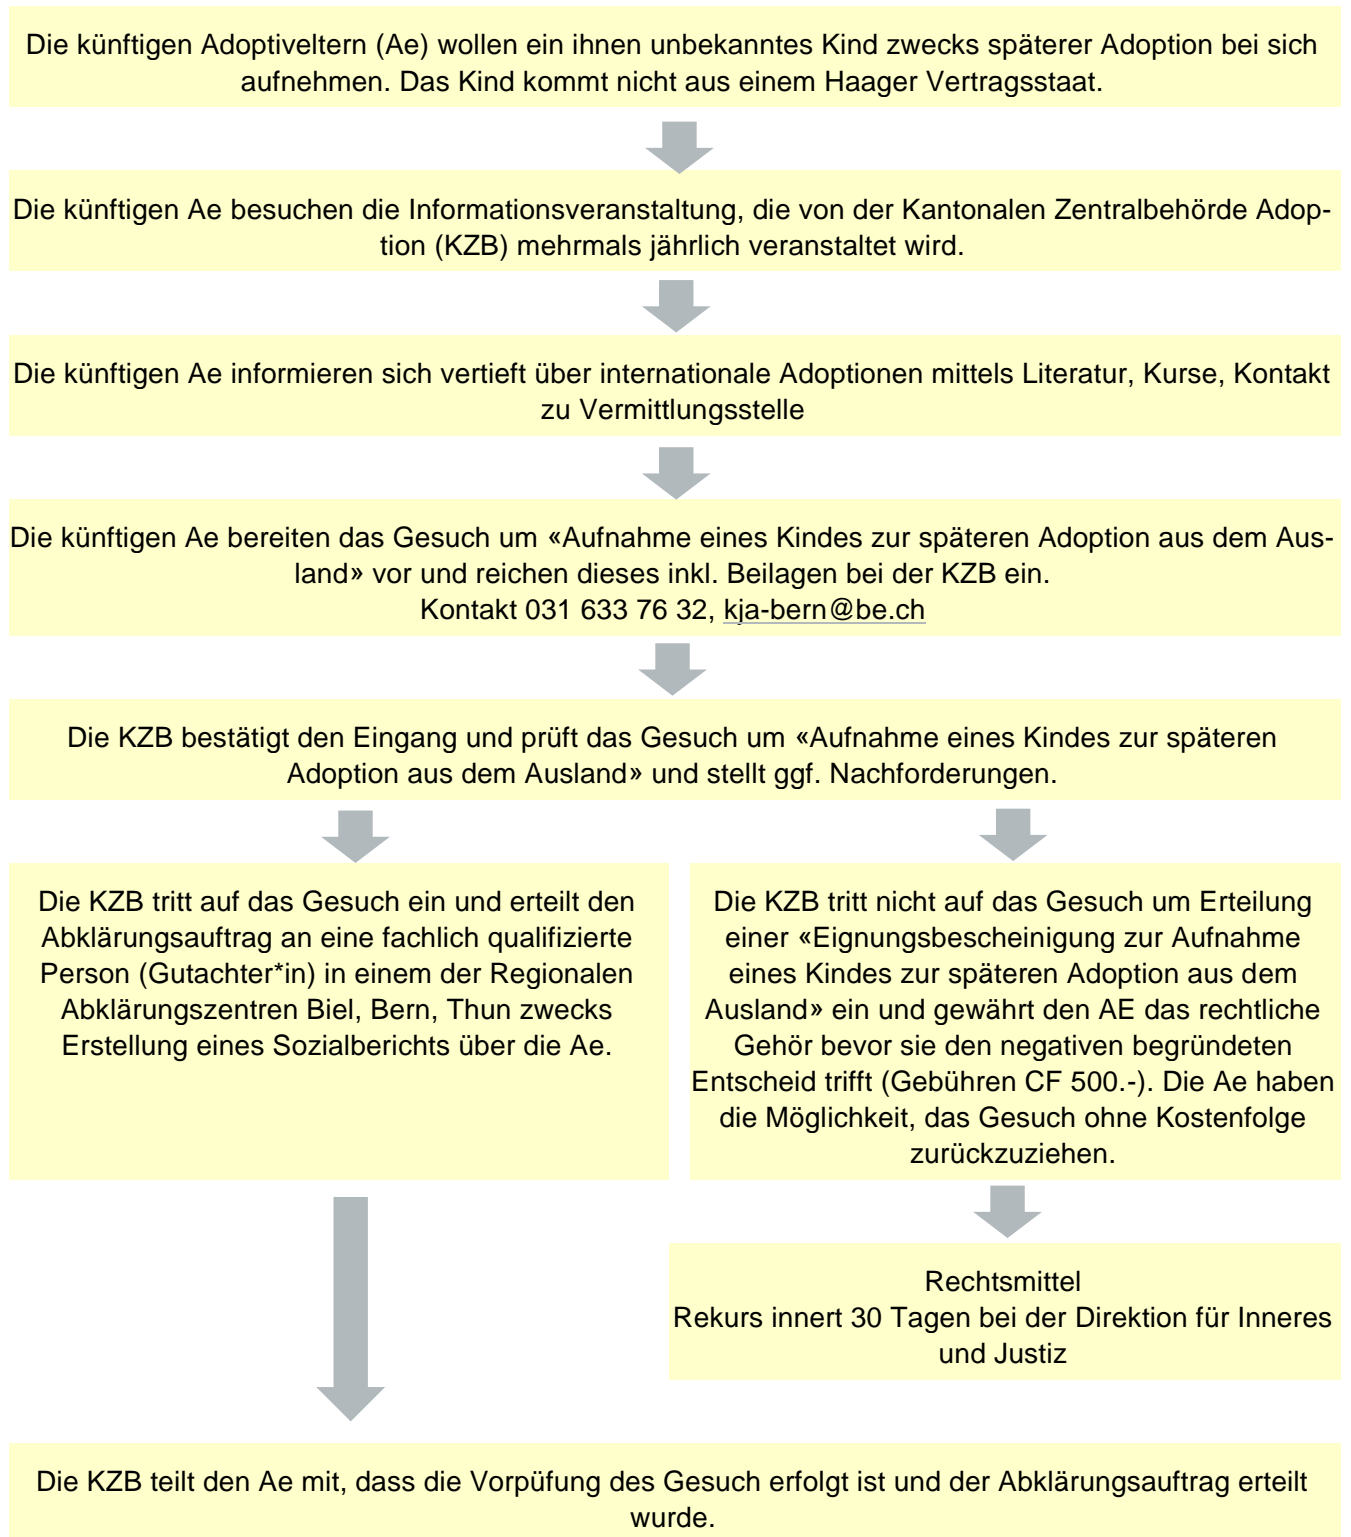 Die künftigen Adoptiveltern (Ae) wollen ein ihnen unbekanntes Kind zwecks späterer Adoption bei sich
aufnehmen. Das Kind kommt nicht aus einem Haager Vertragsstaat.
Die künftigen Ae besuchen die Informationsveranstaltung, die von der Kantonalen Zentralbehörde Adop-
tion (KZB) mehrmals jährlich veranstaltet wird.
Die künftigen Ae informieren sich vertieft über internationale Adoptionen mittels Literatur, Kurse, Kontakt
zu Vermittlungsstelle
Die künftigen Ae bereiten das Gesuch um «Aufnahme eines Kindes zur späteren Adoption aus dem Aus-
land» vor und reichen dieses inkl. Beilagen bei der KZB ein.
Kontakt 031 633 76 32, kja-bern@be.ch
Die KZB bestätigt den Eingang und prüft das Gesuch um «Aufnahme eines Kindes zur späteren
Adoption aus dem Ausland» und stellt ggf. Nachforderungen.
Die KZB tritt auf das Gesuch ein und erteilt den
Abklärungsauftrag an eine fachlich qualifizierte
Person (Gutachter*in) in einem der Regionalen
Abklärungszentren Biel, Bern, Thun zwecks
Erstellung eines Sozialberichts über die Ae.
Die KZB tritt nicht auf das Gesuch um Erteilung
einer «Eignungsbescheinigung zur Aufnahme
eines Kindes zur späteren Adoption aus dem
Ausland» ein und gewährt den AE das rechtliche
Gehör bevor sie den negativen begründeten
Entscheid trifft (Gebühren CF 500.-). Die Ae haben
die Möglichkeit, das Gesuch ohne Kostenfolge
zurückzuziehen.
Rechtsmittel
Rekurs innert 30 Tagen bei der Direktion für Inneres
und Justiz
Die KZB teilt den Ae mit, dass die Vorpüfung des Gesuch erfolgt ist und der Abklärungsauftrag erteilt
wurde.